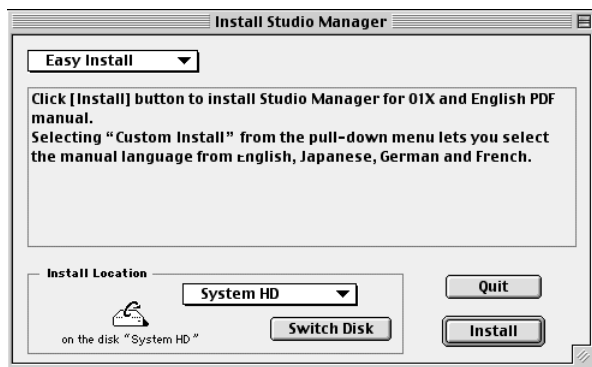 Install Studio Manager
Easy Install
Click [Install] button to install Studio Manager for 01X and English PDF
manual.
Selecting “Custom Install” from the pull-down menu lets you select
the manual language from English, Japanese, German and French.
Install Location
System HD
on the disk “System HD”
Switch Disk
Quit
Install